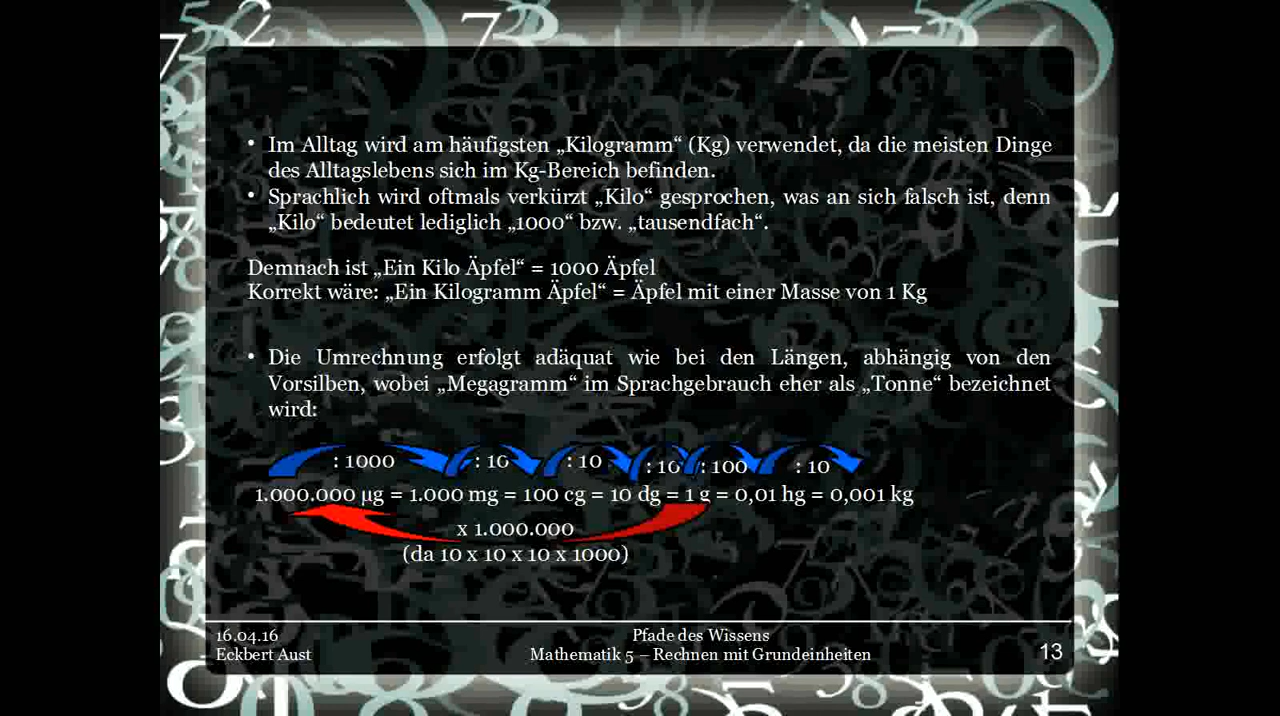 • Im Alltag wird am häufigsten „Kilogramm“ (Kg) verwendet, da die meisten Dinge
des Alltagslebens sich im Kg-Bereich befinden.
• Sprachlich wird oftmals verkürzt „Kilo“ gesprochen, was an sich falsch ist, denn
„Kilo“ bedeutet lediglich „1000“ bzw. „tausendfach“.
Demnach ist „Ein Kilo Äpfel“ = 1000 Äpfel
Korrekt wäre: „Ein Kilogramm Äpfel“ = Äpfel mit einer Masse von 1 Kg
• Die Umrechnung erfolgt adäquat wie bei den Längen, abhängig von den
Vorsilben, wobei „Megagramm“ im Sprachgebrauch eher als „Tonne“ bezeichnet
wird:
: 1000 : 10 : 10 : 10 : 100 : 10
1.000.000 µg = 1.000 mg = 100 cg = 10 dg = 1 g = 0,01 hg = 0,001 kg
x 1.000.000
(da 10 x 10 x 10 x 1000)
16.04.16
Eckbert Aust
Pfade des Wissens
Mathematik 5 – Rechnen mit Grundeinheiten
13